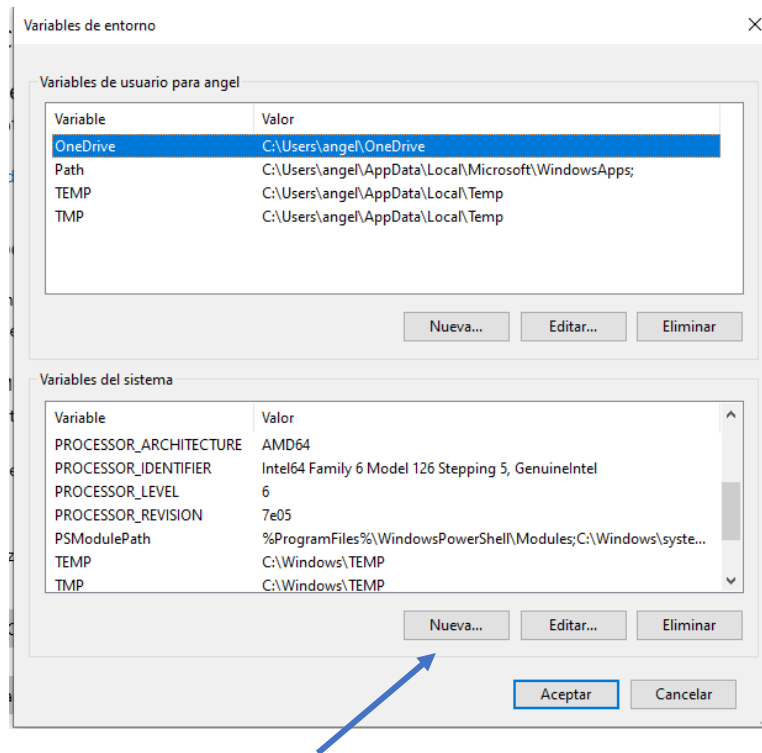 Variables de entorno
Variables de usuario para angel
Variable Valor
OneDrive C:\Users\angel\OneDrive
Path C:\Users\angel\AppData\Local\Microsoft\WindowsApps;
TEMP C:\Users\angel\AppData\Local\Temp
TMP C:\Users\angel\AppData\Local\Temp
Nueva... Editar... Eliminar
Variables del sistema
Variable Valor
PROCESSOR_ARCHITECTURE AMD64
PROCESSOR_IDENTIFIER Intel64 Family 6 Model 126 Stepping 5, GenuineIntel
PROCESSOR_LEVEL 6
PROCESSOR_REVISION 7e05
PSModulePath %ProgramFiles%\WindowsPowerShell\Modules;C:\Windows\syste...
TEMP C:\Windows\TEMP
TMP C:\Windows\TEMP
Nueva... Editar... Eliminar
Aceptar Cancelar